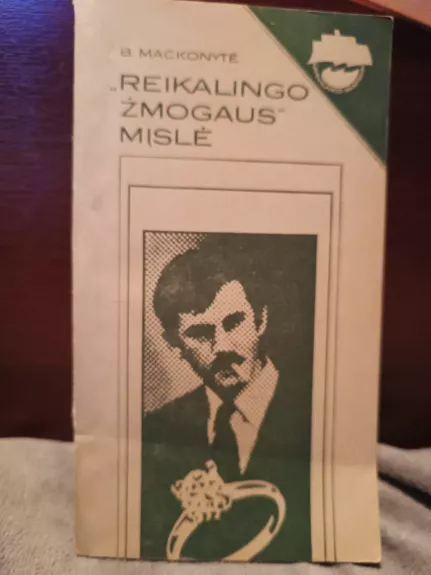 B. MACKONYTĖ
„REIKALINGO
ŽMOGAUS“
MĮSLĖ